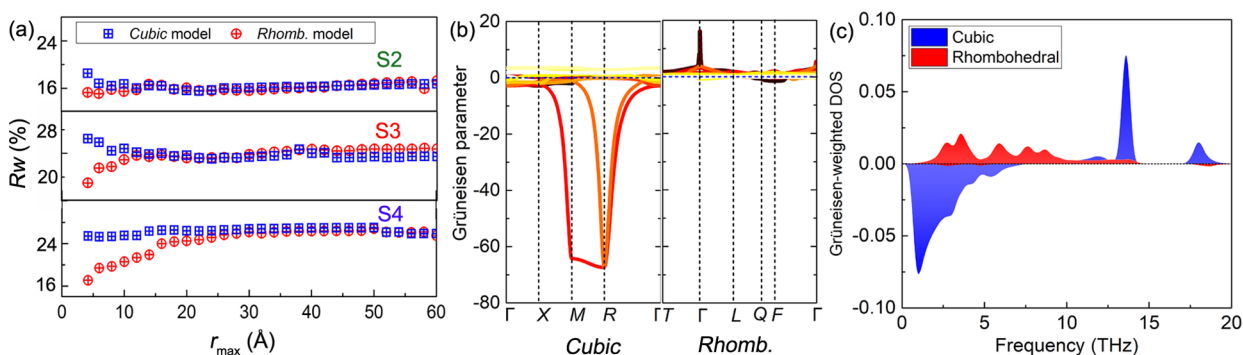 (a)
Cubic model Rhomb. model
S2
S3
S4
24
16
28
20
24
16
Rw (%)
0 10 20 30 40 50 60
rmax (Å)
(b)
20
0
-20
-40
-60
-80
Grüneisen parameter
Γ X M R Γ T Γ L Q F Γ
Cubic Rhomb.
(c)
Cubic
Rhombohedral
0.10
0.05
0.00
-0.05
-0.10
Grüneisen-weighted DOS
0 5 10 15 20
Frequency (THz)